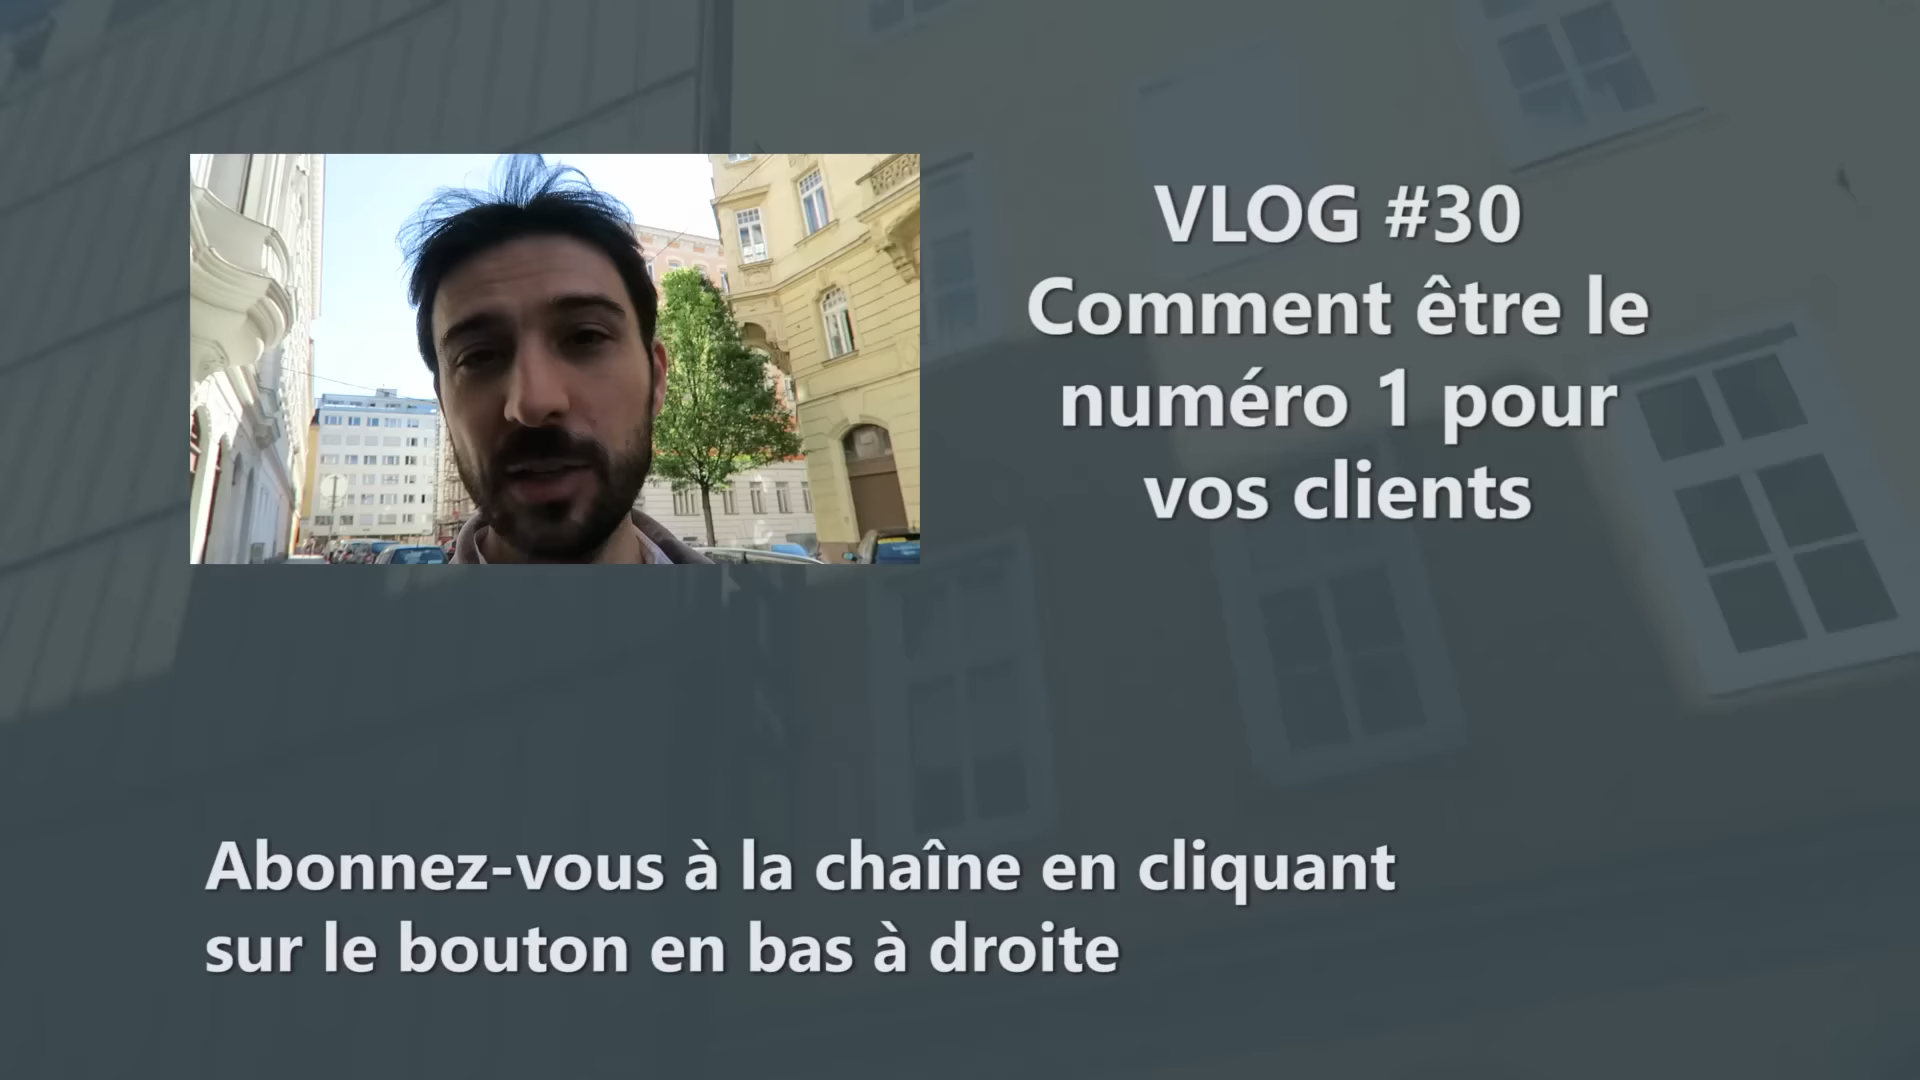 VLOG #30
Comment être le
numéro 1 pour
vos clients
Abonnez-vous à la chaîne en cliquant
sur le bouton en bas à droite